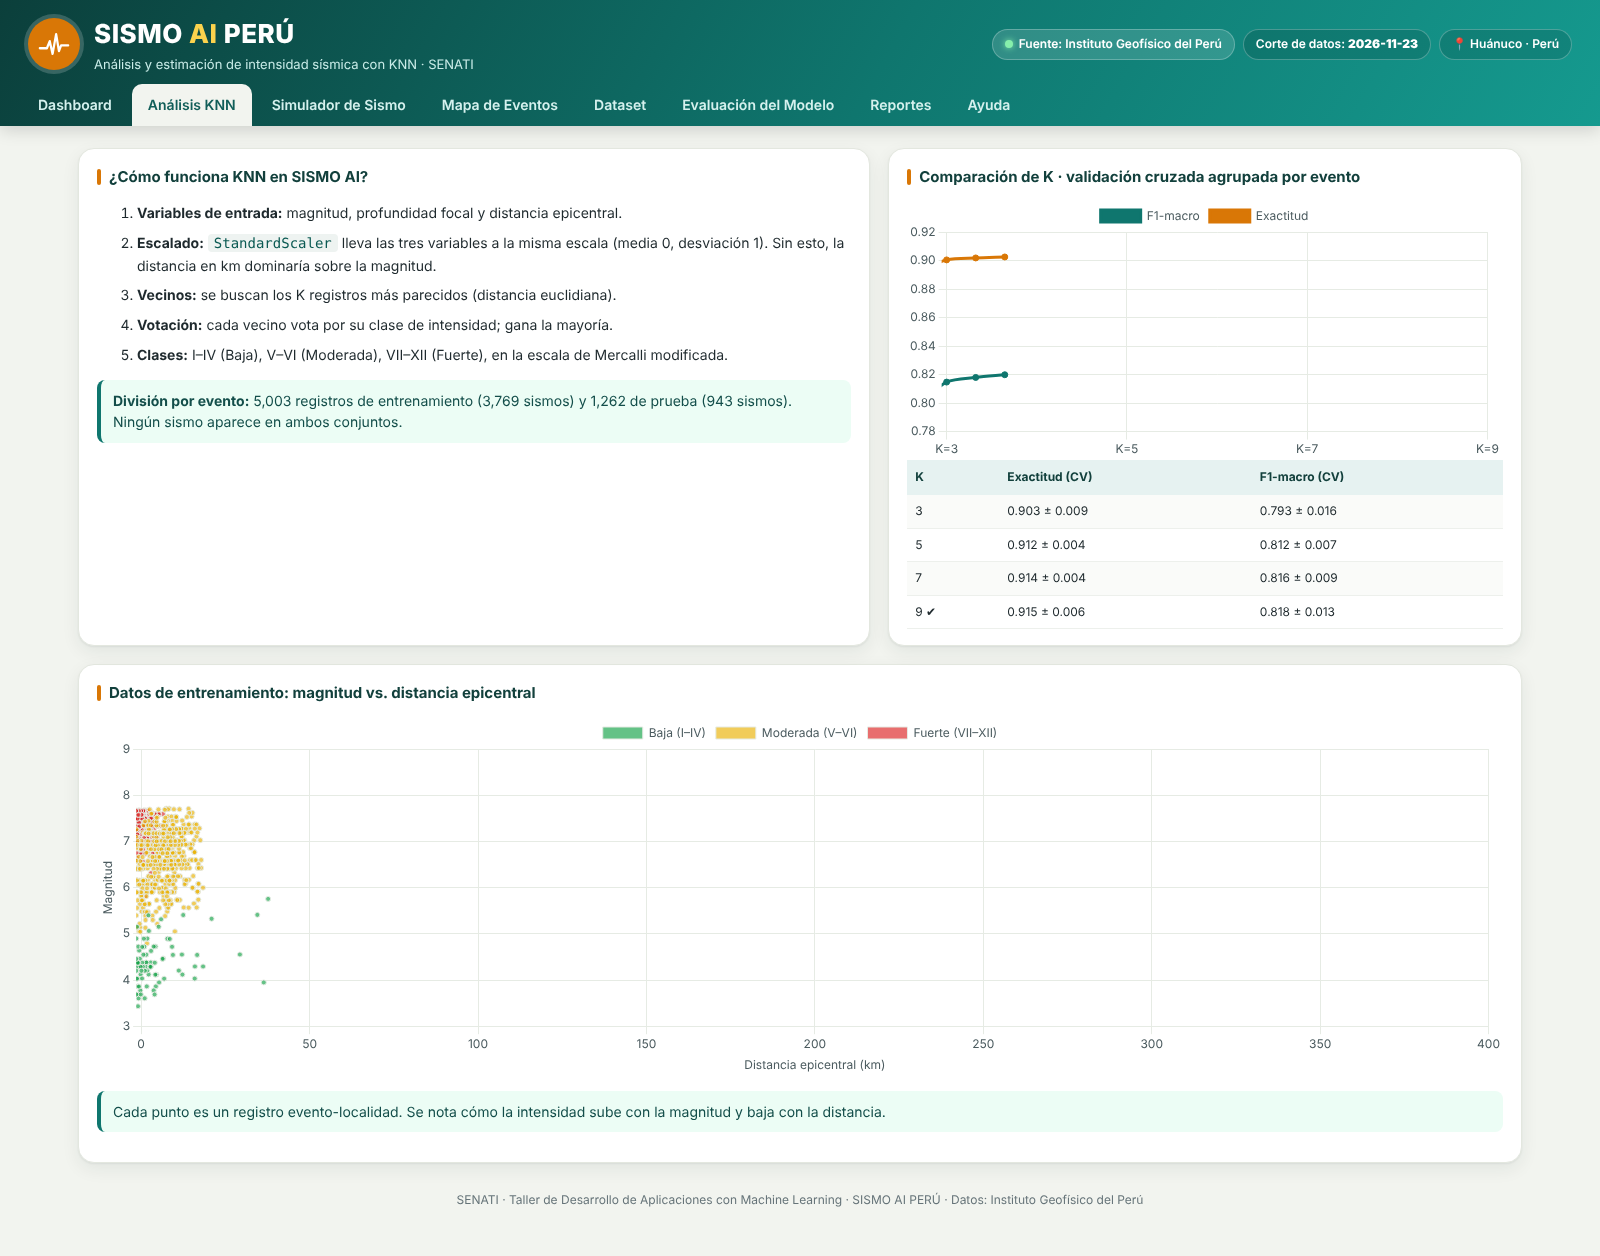 SISMO AI PERÚ
Análisis y estimación de intensidad sísmica con KNN · SENATI
Fuente: Instituto Geofísico del Perú
Corte de datos: 2026-11-23
📍 Huánuco · Perú
Dashboard
Análisis KNN
Simulador de Sismo
Mapa de Eventos
Dataset
Evaluación del Modelo
Reportes
Ayuda
¿Cómo funciona KNN en SISMO AI?
1. Variables de entrada: magnitud, profundidad focal y distancia epicentral.
2. Escalado: StandardScaler lleva las tres variables a la misma escala (media 0, desviación 1). Sin esto, la
distancia en km dominaría sobre la magnitud.
3. Vecinos: se buscan los K registros más parecidos (distancia euclidiana).
4. Votación: cada vecino vota por su clase de intensidad; gana la mayoría.
5. Clases: I–IV (Baja), V–VI (Moderada), VII–XII (Fuerte), en la escala de Mercalli modificada.
División por evento: 5,003 registros de entrenamiento (3,769 sismos) y 1,262 de prueba (943 sismos).
Ningún sismo aparece en ambos conjuntos.
Comparación de K · validación cruzada agrupada por evento
F1-macro Exactitud
0.92
0.90
0.88
0.86
0.84
0.82
0.80
0.78
K=3 K=5 K=7 K=9
K Exactitud (CV) F1-macro (CV)
3 0.903 ± 0.009 0.793 ± 0.016
5 0.912 ± 0.004 0.812 ± 0.007
7 0.914 ± 0.004 0.816 ± 0.009
9 ✔ 0.915 ± 0.006 0.818 ± 0.013
Datos de entrenamiento: magnitud vs. distancia epicentral
Baja (I–IV) Moderada (V–VI) Fuerte (VII–XII)
Magnitud
9
8
7
6
5
4
3
0 50 100 150 200 250 300 350 400
Distancia epicentral (km)
Cada punto es un registro evento-localidad. Se nota cómo la intensidad sube con la magnitud y baja con la distancia.
SENATI · Taller de Desarrollo de Aplicaciones con Machine Learning · SISMO AI PERÚ · Datos: Instituto Geofísico del Perú